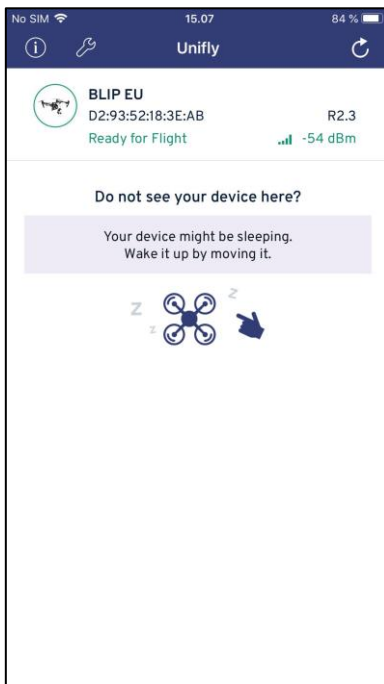 No SIM 15.07 84 %
Unifly
BLIP EU
D2:93:52:18:3E:AB R2.3
Ready for Flight -54 dBm
Do not see your device here?
Your device might be sleeping.
Wake it up by moving it.
Z z z